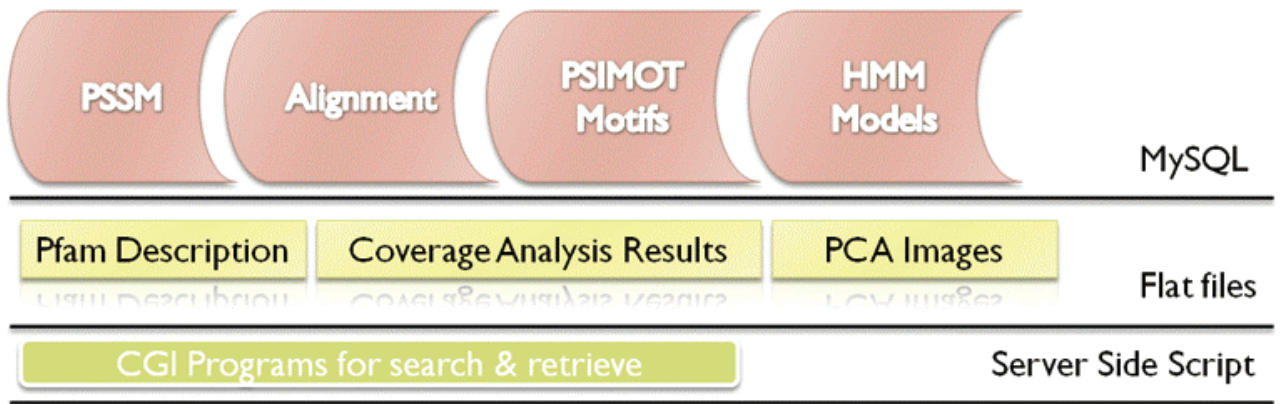 PSSM
Alignment
PSIMOT
Motifs
HMM
Models
MySQL
Pfam Description
Coverage Analysis Results
PCA Images
Flat files
CGI Programs for search & retrieve
Server Side Script